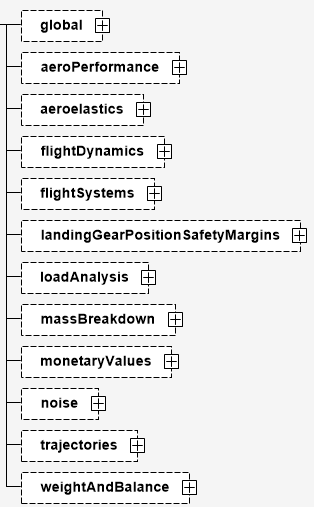 global
aeroPerformance
aeroelastics
flightDynamics
flightSystems
landingGearPositionSafetyMargins
loadAnalysis
massBreakdown
monetaryValues
noise
trajectories
weightAndBalance